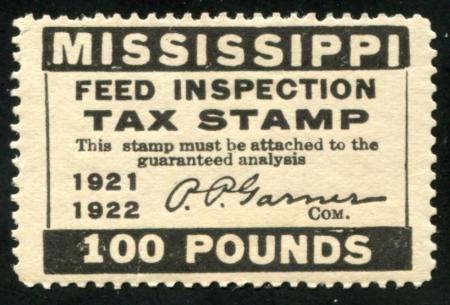 MISSISSIPPI
FEED INSPECTION
TAX STAMP
This stamp must be attached to the
guaranteed analysis
1921
1922 P. P. Garner
COM.
100 POUNDS